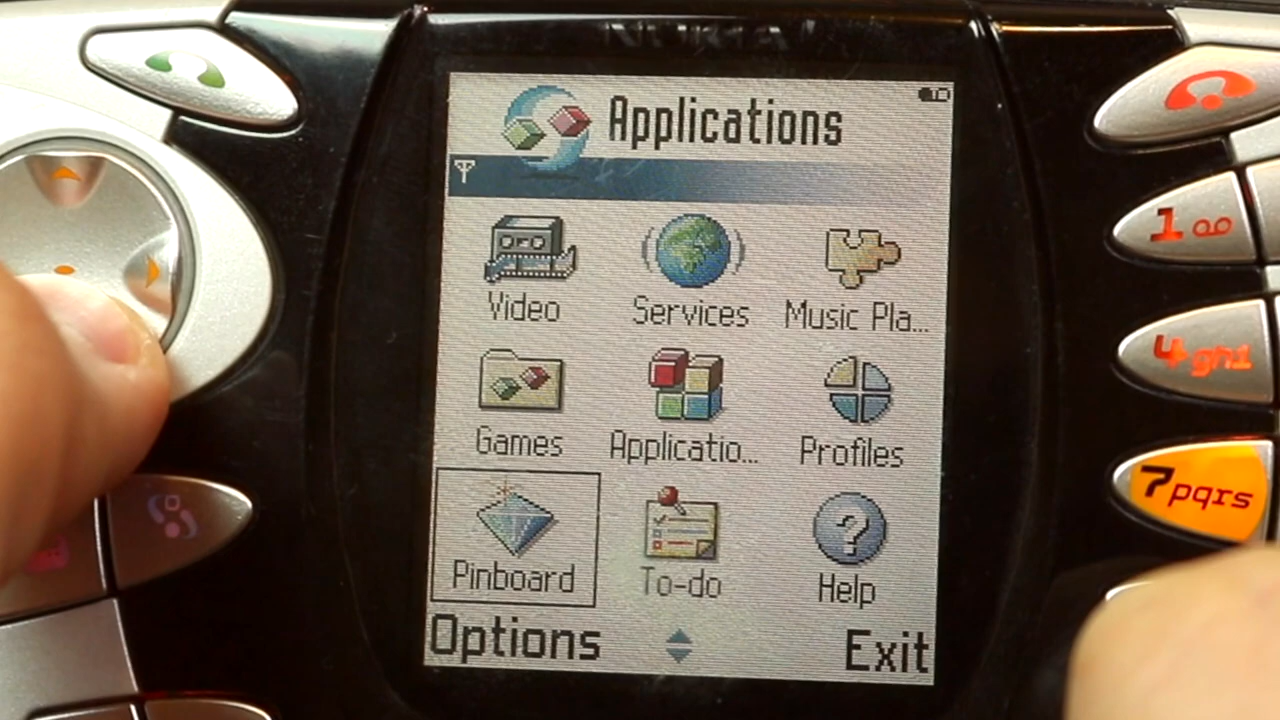 NOKIA
Applications
Video Services Music Pla...
Games Applicatio... Profiles
Pinboard To-do Help
Options Exit
1
4 ghi
7 pqrs